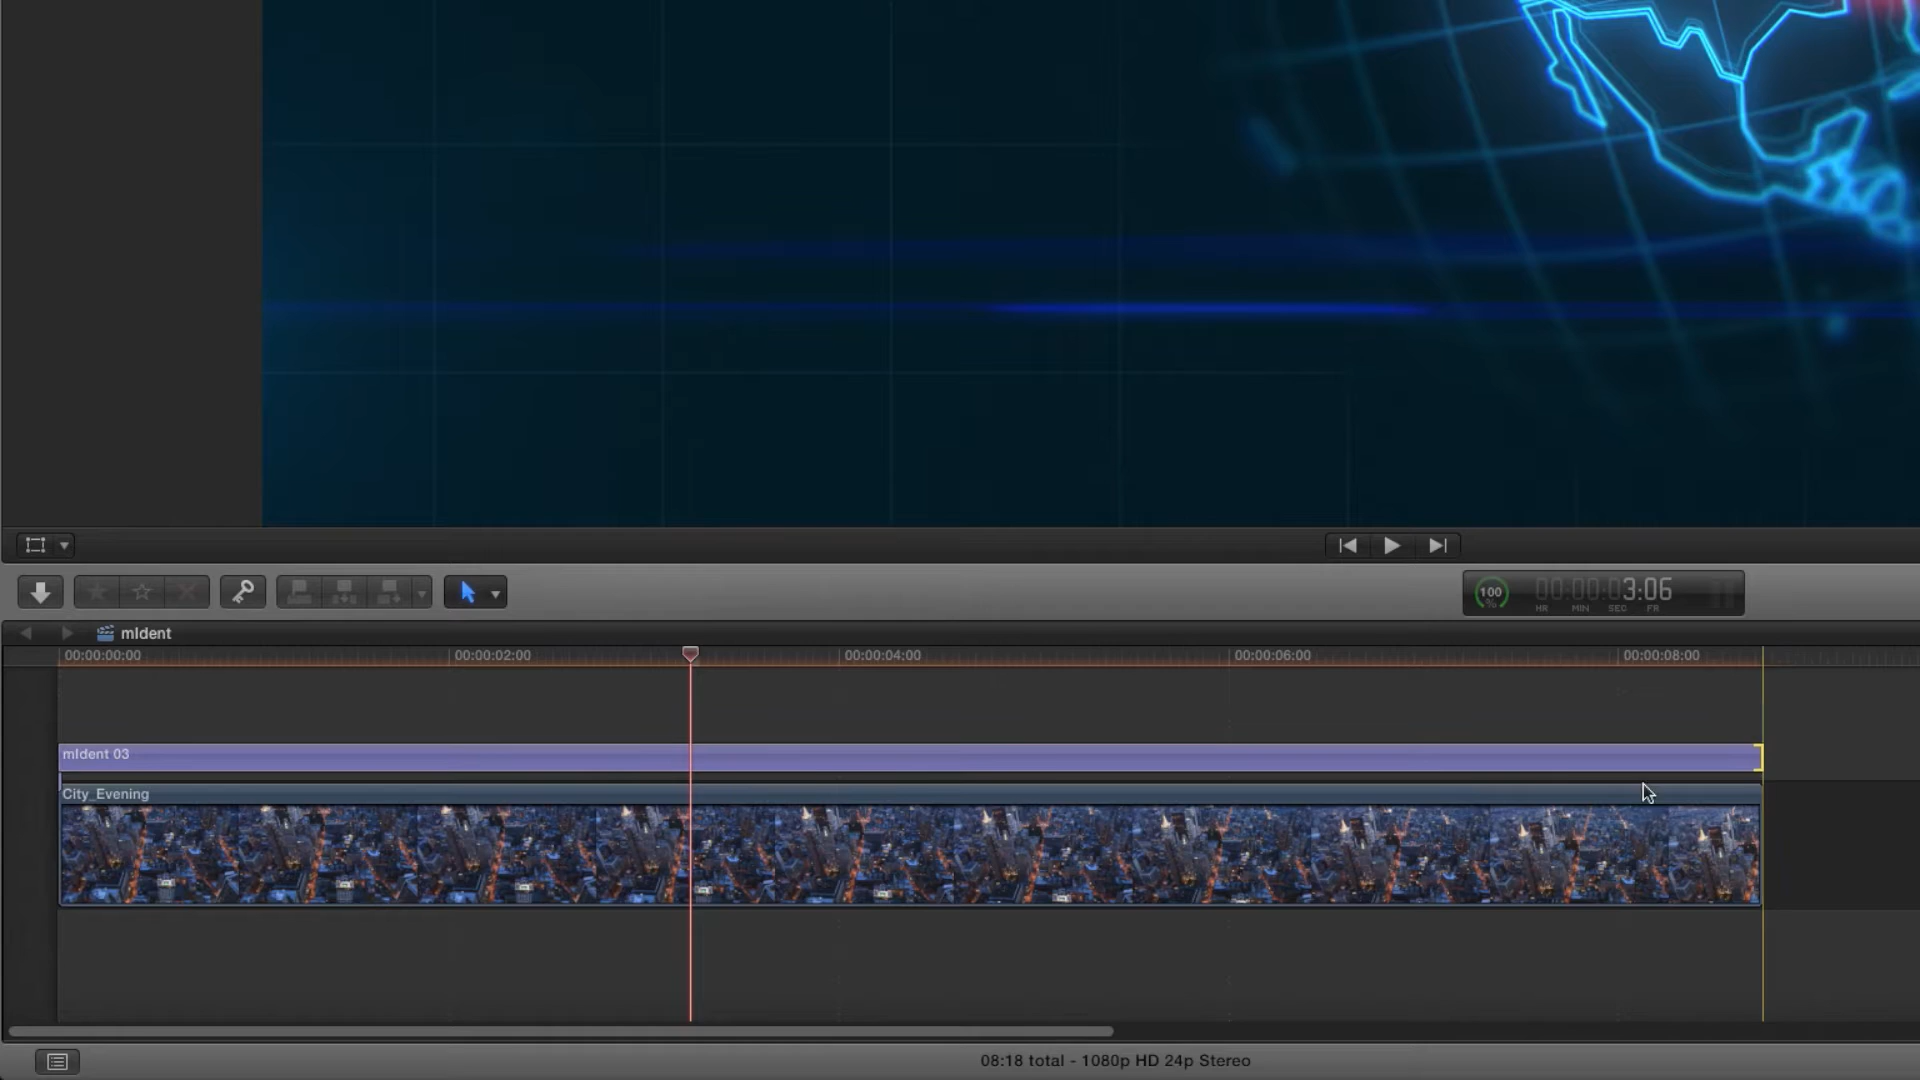 100
%
00:00:03:06
HR MIN SEC FR
mIdent
00:00:00:00 00:00:02:00 00:00:04:00 00:00:06:00 00:00:08:00
mIdent 03
City_Evening
08:18 total - 1080p HD 24p Stereo